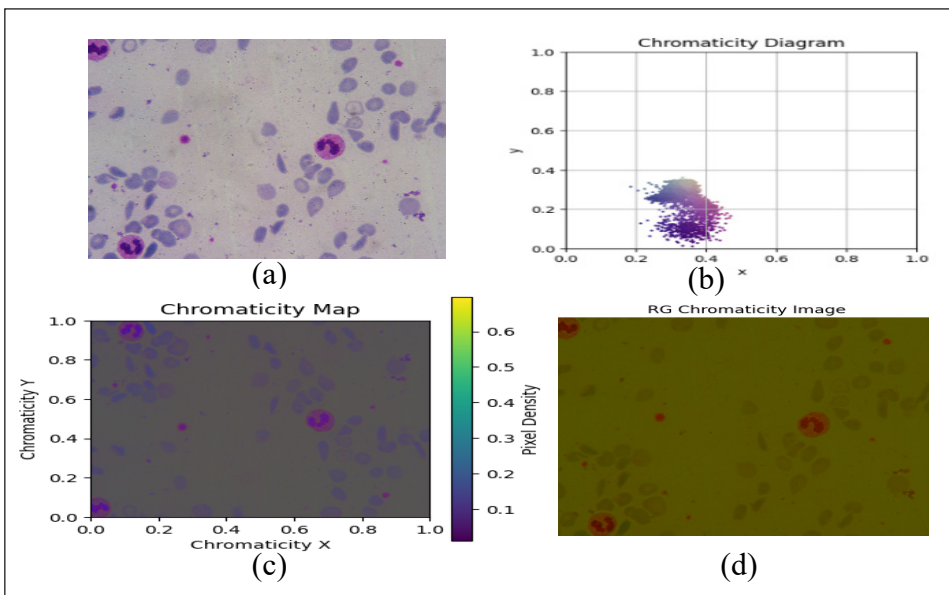 Chromaticity Diagram
1.0
0.8
0.6
y
0.4
0.2
0.0
0.0 0.2 0.4 0.6 0.8 1.0
x
(a)
(b)
Chromaticity Map
1.0
0.8
0.6
0.4
0.2
0.0
Chromaticity Y
0.0 0.2 0.4 0.6 0.8 1.0
Chromaticity X
0.6
0.5
0.4
0.3
0.2
0.1
Pixel Density
RG Chromaticity Image
(c)
(d)